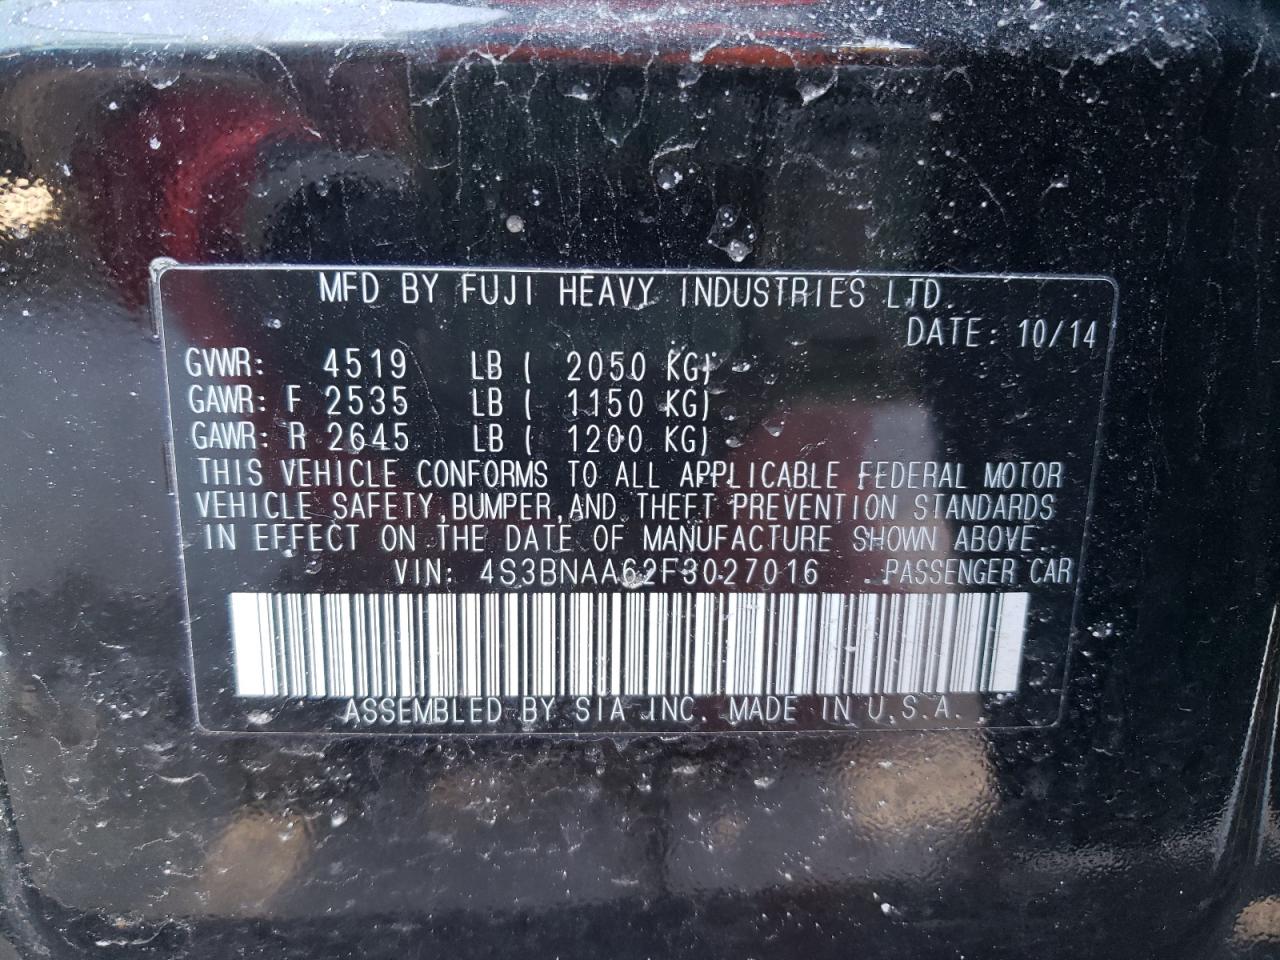 MFD BY FUJI HEAVY INDUSTRIES LTD.
DATE: 10/14
GVWR: 4519 LB ( 2050 KG)
GAWR: F 2535 LB ( 1150 KG)
GAWR: R 2645 LB ( 1200 KG)
THIS VEHICLE CONFORMS TO ALL APPLICABLE FEDERAL MOTOR
VEHICLE SAFETY, BUMPER, AND THEFT PREVENTION STANDARDS
IN EFFECT ON THE DATE OF MANUFACTURE SHOWN ABOVE.
VIN: 4S3BNAA62F3027016 PASSENGER CAR
ASSEMBLED BY SIA INC. MADE IN U.S.A.